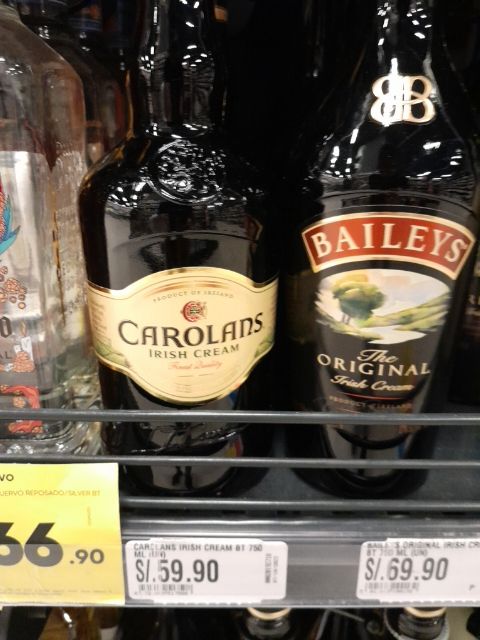 PRODUCT OF IRELAND
CAROLANS
IRISH CREAM
Finest Quality
BAILEYS
The
ORIGINAL
Irish Cream
VO
UERVO REPOSADO/SILVER BT
66.90
CAROLANS IRISH CREAM BT 750
ML (UN)
S/.59.90
BAILEYS ORIGINAL IRISH CR
BT 750 ML (UN)
S/.69.90